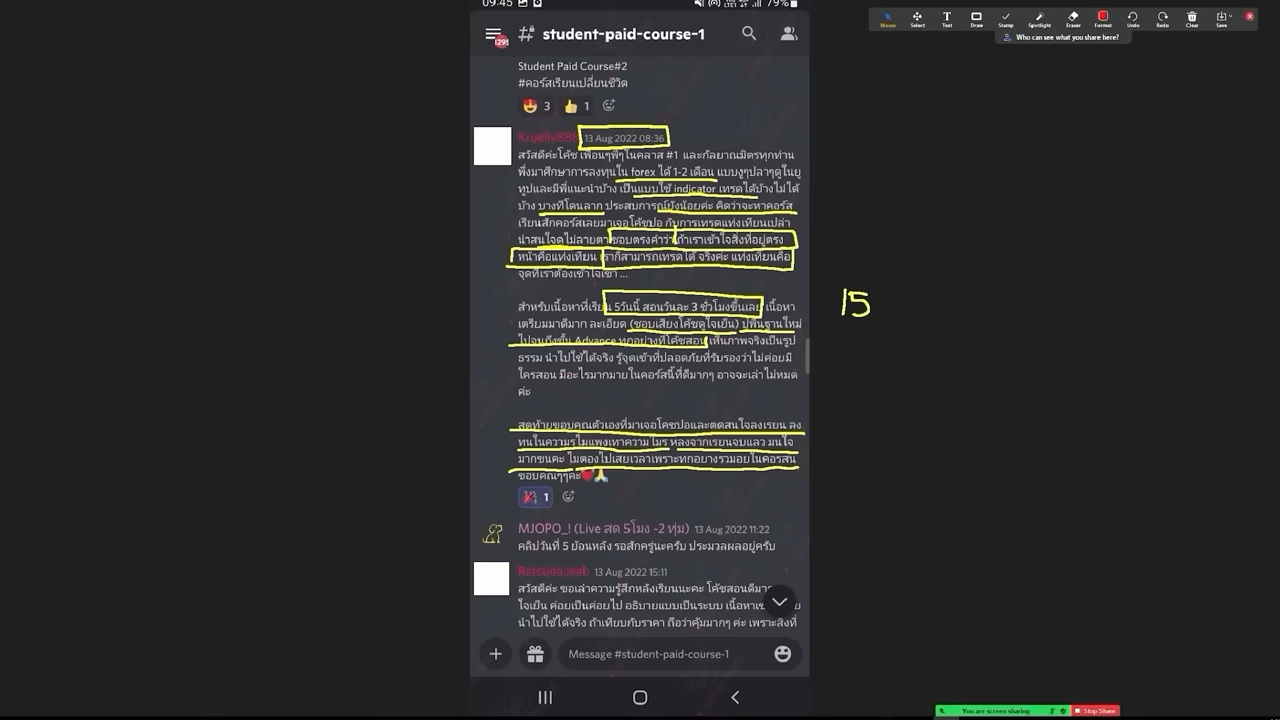 09:45
79%
Mouse Select Text Draw Stamp Spotlight Eraser Format Undo Redo Clear Save
Who can see what you share here?
student-paid-course-1
Student Paid Course#2
#คอร์สเรียนเปลี่ยนชีวิต
3 1
13 Aug 2022 08:36
สวัสดีค่ะโค้ช เพื่อนๆพี่ๆในคลาส #1 และกัลยาณมิตรทุกท่าน
พึ่งมาศึกษาการลงทุนใน forex ได้ 1-2 เดือน แบบงูๆปลาๆดูในยู
ทูปและมีพี่แนะนำบ้าง เป็นแบบใช้ indicator เทรดได้บ้างไม่ได้
บ้าง บางทีโดนลาก ประสบการณ์ยังน้อยค่ะ คิดว่าจะหาคอร์ส
เรียนสักคอร์สเลยมาเจอโค้ชปอ กับการเทรดแท่งเทียนเปล่า
น่าสนใจดี ไม่ลายตา ชอบตรงคำว่า ถ้าเราเข้าใจสิ่งที่อยู่ตรง
หน้าคือแท่งเทียน เราก็สามารถเทรดได้ จริงค่ะ แท่งเทียนคือ
จุดที่เราต้องเข้าใจเขา ...
สำหรับเนื้อหาที่เรียน 5วันนี้ สอนวันละ 3 ชั่วโมงขึ้นเลย เนื้อหา
เตรียมมาดีมาก ละเอียด (ชอบเสียงโค้ชดูใจเย็น) ปูพื้นฐานใหม่
ไปจนถึงขั้น Advance ทุกอย่างที่โค้ชสอน เห็นภาพจริงเป็นรูป
ธรรม นำไปใช้ได้จริง รู้จุดเข้าที่ปลอดภัยที่รับรองว่าไม่ค่อยมี
ใครสอน มีอะไรมากมายในคอร์สนี้ที่ดีมากๆ อาจจะเล่าไม่หมด
ค่ะ
สุดท้ายขอบคุณตัวเองที่มาเจอโค้ชปอและตัดสินใจลงเรียน ลง
ทุนในความรู้ไม่แพงเท่าความไม่รู้ หลังจากเรียนจบแล้ว มั่นใจ
มากขึ้นค่ะ ไม่ต้องไปเสียเวลาเพราะทุกอย่างรวมอยู่ในคอร์สนี้
ขอบคุณๆๆค่ะ
1
15
MJOPO_! (Live สด 5โมง -2 ทุ่ม) 13 Aug 2022 11:22
คลิปวันที่ 5 ย้อนหลัง รอสักครู่นะครับ ประมวลผลอยู่ครับ
Ratsuda.jeab 13 Aug 2022 15:11
สวัสดีค่ะ ขอเล่าความรู้สึกหลังเรียนนะคะ โค้ชสอนดีมาก
ใจเย็น ค่อยเป็นค่อยไป อธิบายแบบเป็นระบบ
นำไปใช้ได้จริง ถ้าเทียบกับราคา ถือว่าคุ้มมากๆ ค่ะ เพราะสิ่งที่
Message #student-paid-course-1
You are screen sharing Stop Share